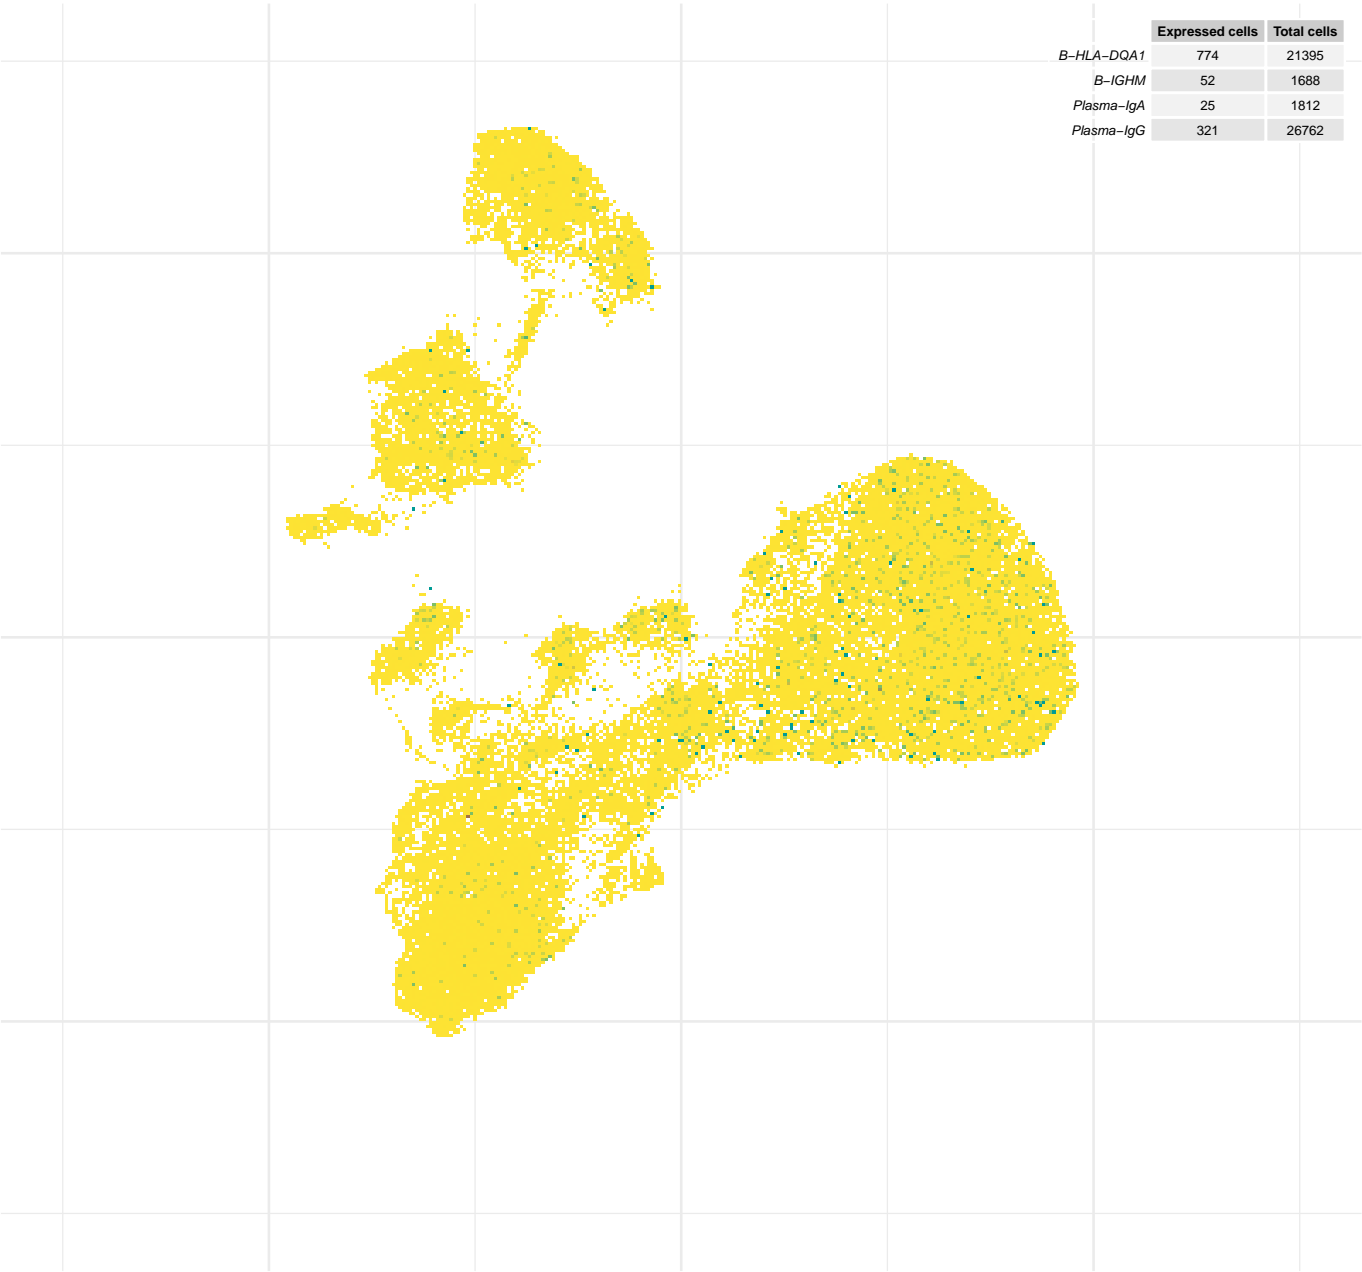 Expressed cells Total cells
B−HLA−DQA1 774 21395
B−IGHM 52 1688
Plasma−IgA 25 1812
Plasma−IgG 321 26762